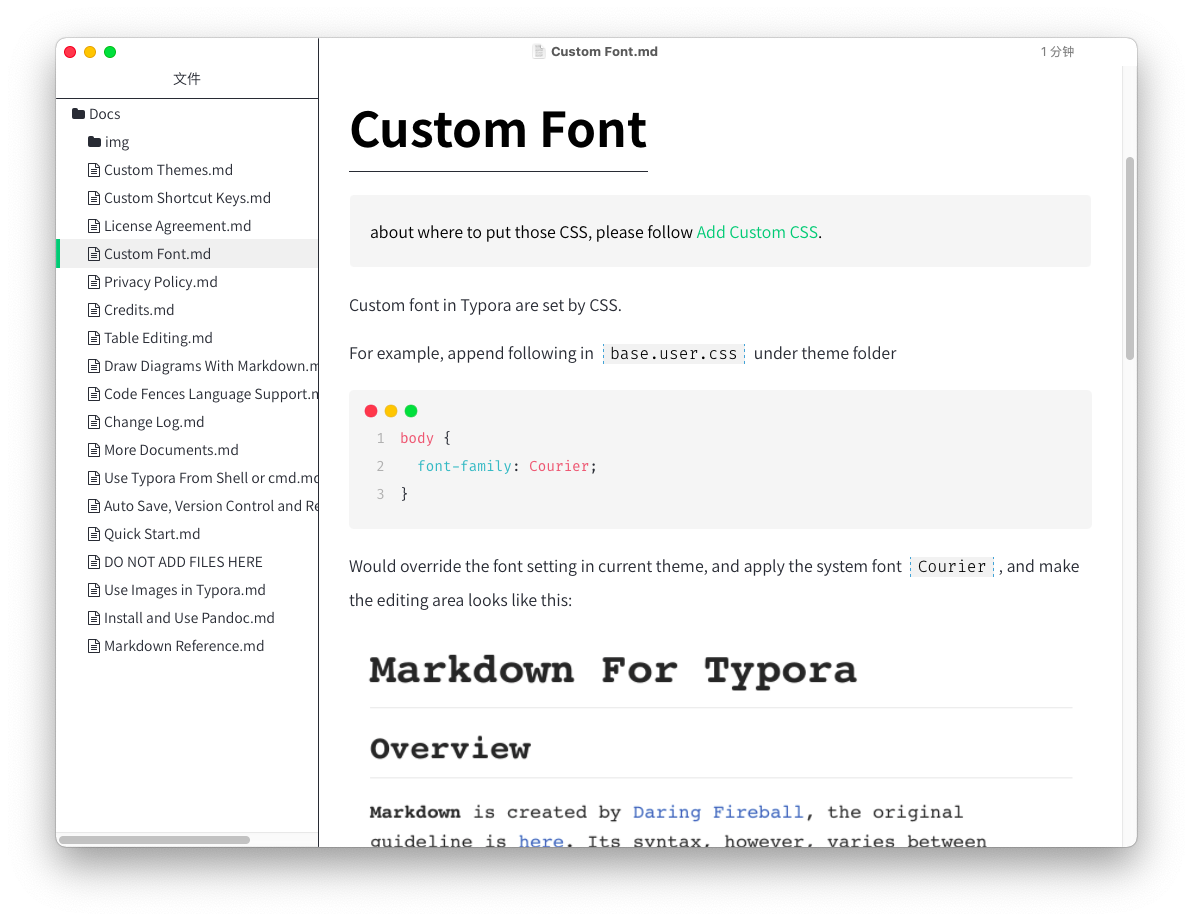 Custom Font.md
1 分钟
文件
Docs
img
Custom Themes.md
Custom Shortcut Keys.md
License Agreement.md
Custom Font.md
Privacy Policy.md
Credits.md
Table Editing.md
Draw Diagrams With Markdown.m
Code Fences Language Support.m
Change Log.md
More Documents.md
Use Typora From Shell or cmd.md
Auto Save, Version Control and Re
Quick Start.md
DO NOT ADD FILES HERE
Use Images in Typora.md
Install and Use Pandoc.md
Markdown Reference.md
Custom Font
about where to put those CSS, please follow Add Custom CSS.
Custom font in Typora are set by CSS.
For example, append following in base.user.css under theme folder
1 body {
2   font-family: Courier;
3 }
Would override the font setting in current theme, and apply the system font Courier , and make
the editing area looks like this:
Markdown For Typora
Overview
Markdown is created by Daring Fireball, the original
guideline is here. Its syntax, however, varies between